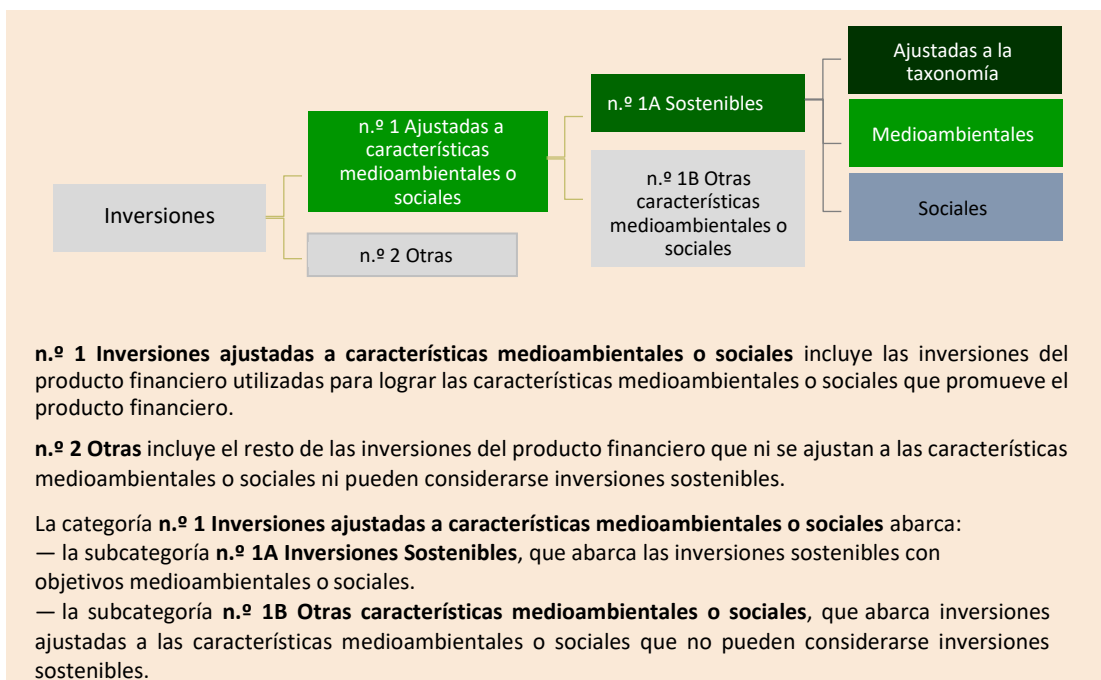 Inversiones
n.º 1 Ajustadas a
características
medioambientales o
sociales
n.º 2 Otras
n.º 1A Sostenibles
n.º 1B Otras
características
medioambientales o
sociales
Ajustadas a la
taxonomía
Medioambientales
Sociales
n.º 1 Inversiones ajustadas a características medioambientales o sociales incluye las inversiones del
producto financiero utilizadas para lograr las características medioambientales o sociales que promueve el
producto financiero.
n.º 2 Otras incluye el resto de las inversiones del producto financiero que ni se ajustan a las características
medioambientales o sociales ni pueden considerarse inversiones sostenibles.
La categoría n.º 1 Inversiones ajustadas a características medioambientales o sociales abarca:
— la subcategoría n.º 1A Inversiones Sostenibles, que abarca las inversiones sostenibles con
objetivos medioambientales o sociales.
— la subcategoría n.º 1B Otras características medioambientales o sociales, que abarca inversiones
ajustadas a las características medioambientales o sociales que no pueden considerarse inversiones
sostenibles.